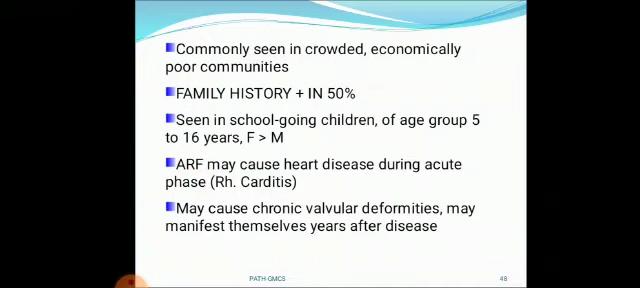 Commonly seen in crowded, economically
poor communities
FAMILY HISTORY + IN 50%
Seen in school-going children, of age group 5
to 16 years, F > M
ARF may cause heart disease during acute
phase (Rh. Carditis)
May cause chronic valvular deformities, may
manifest themselves years after disease
PATH-GMCS
48